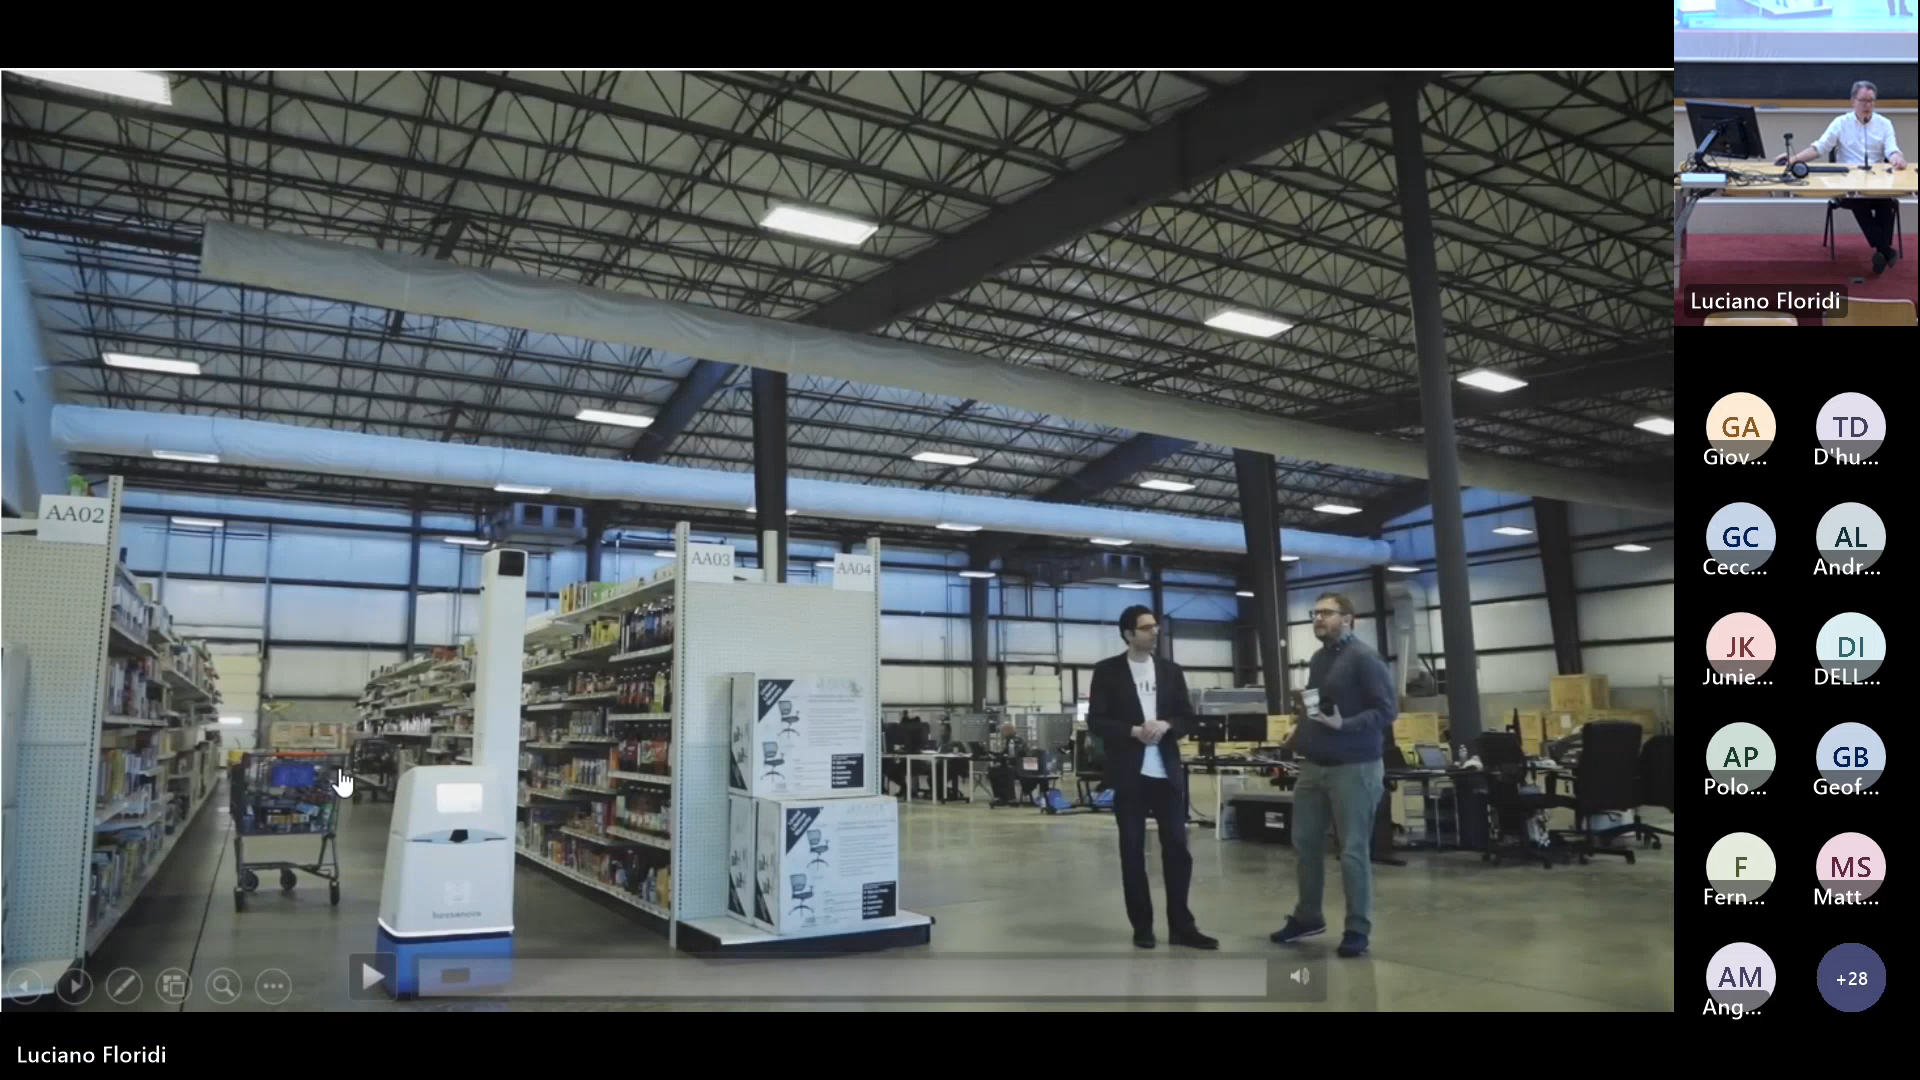 AA02
AA03
AA04
bossanova
Luciano Floridi
GA
Giov...
TD
D'hu...
GC
Cecc...
AL
Andr...
JK
Junie...
DI
DELL...
AP
Polo...
GB
Geof...
F
Fern...
MS
Matt...
AM
Ang...
+28
Luciano Floridi